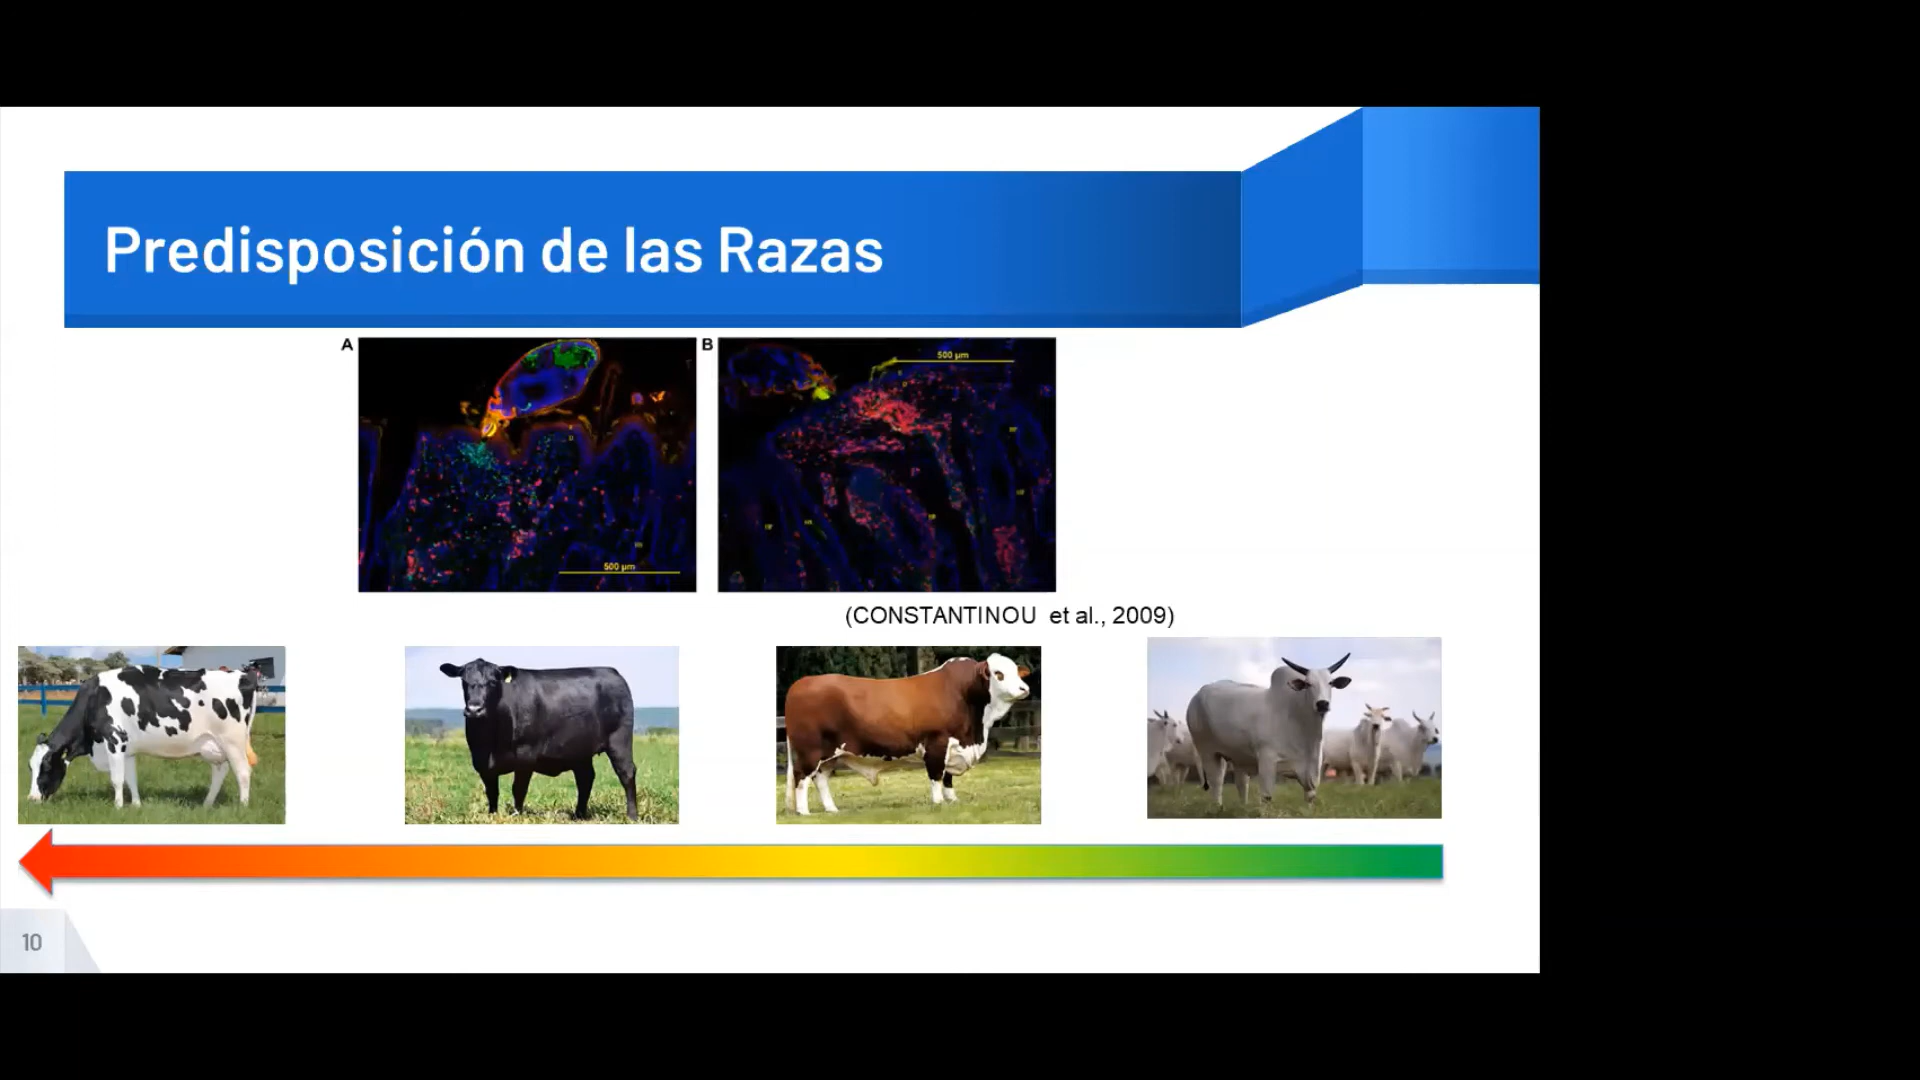 Predisposición de las Razas
A
B
500 µm
500 µm
(CONSTANTINOU et al., 2009)
10